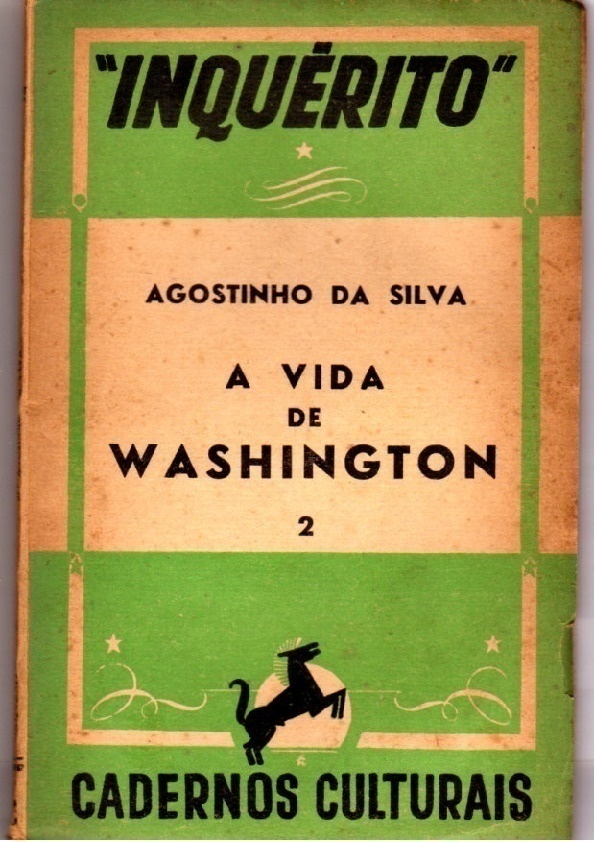 "INQUÉRITO"
AGOSTINHO DA SILVA
A VIDA
DE
WASHINGTON
2
CADERNOS CULTURAIS